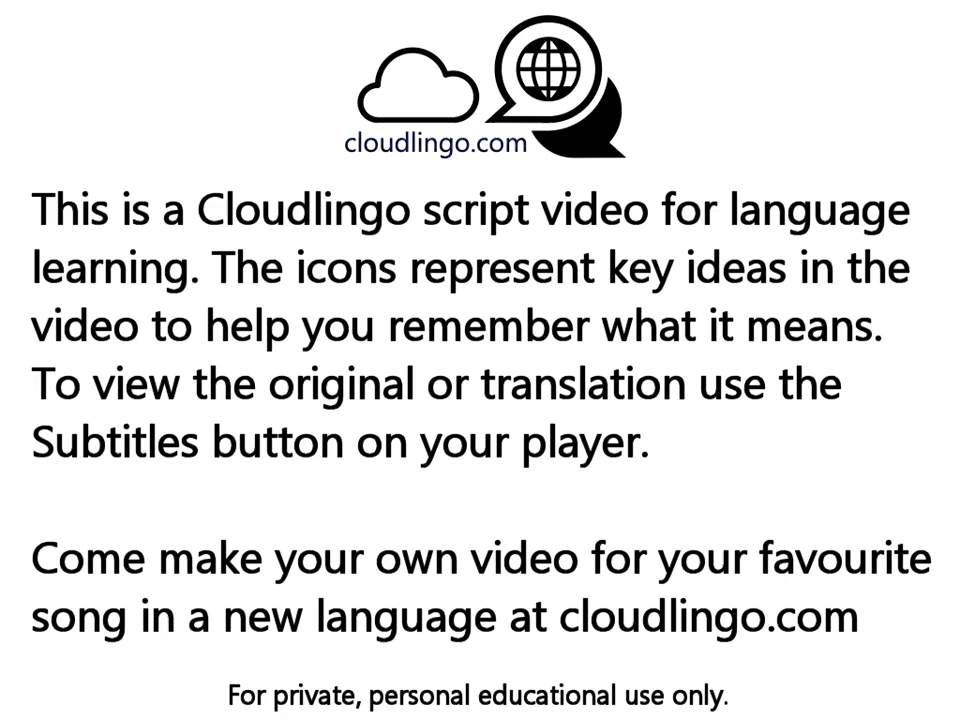 cloudlingo.com
This is a Cloudlingo script video for language
learning. The icons represent key ideas in the
video to help you remember what it means.
To view the original or translation use the
Subtitles button on your player.
Come make your own video for your favourite
song in a new language at cloudlingo.com
For private, personal educational use only.